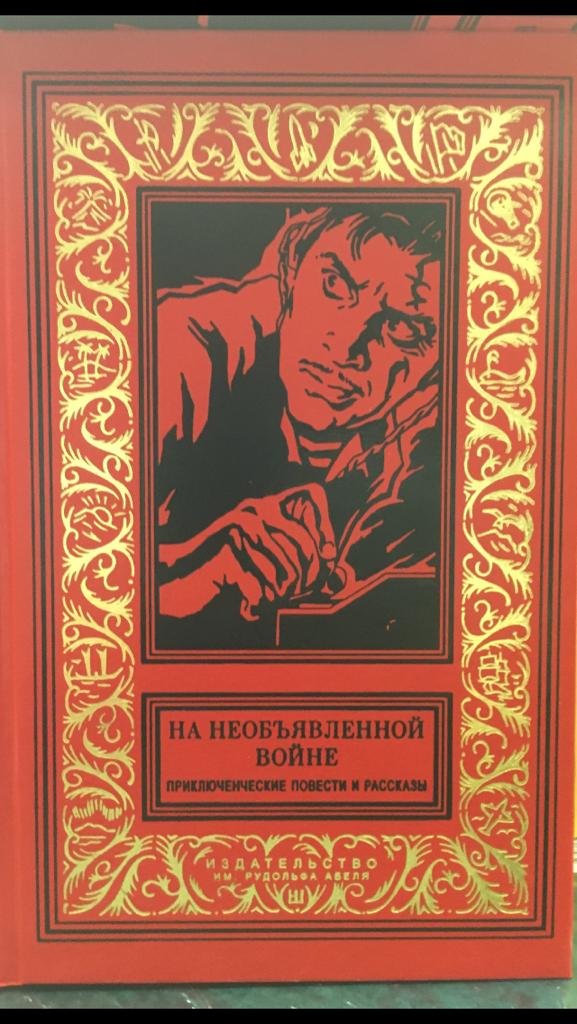 НА НЕОБЪЯВЛЕННОЙ
ВОЙНЕ
ПРИКЛЮЧЕНЧЕСКИЕ ПОВЕСТИ И РАССКАЗЫ
ИЗДАТЕЛЬСТВО
ИМ. РУДОЛЬФА АБЕЛЯ
Ш